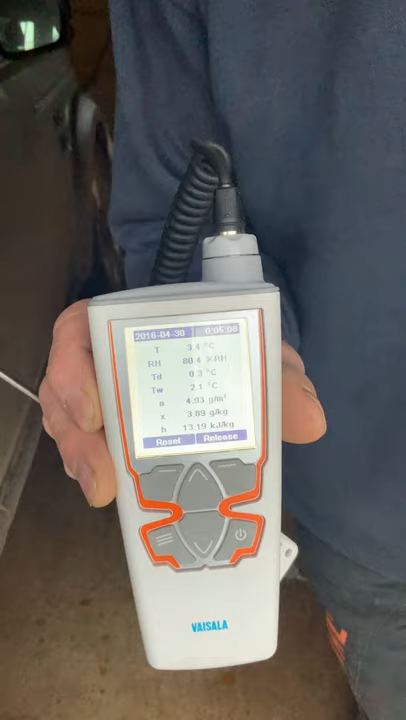 2016-04-30 0:05:00
T 3.4 °C
RH 80.4 %RH
Td 0.3 °C
Tw 2.1 °C
a 4.93 g/m³
x 3.89 g/kg
h 13.19 kJ/kg
Reset Release
VAISALA